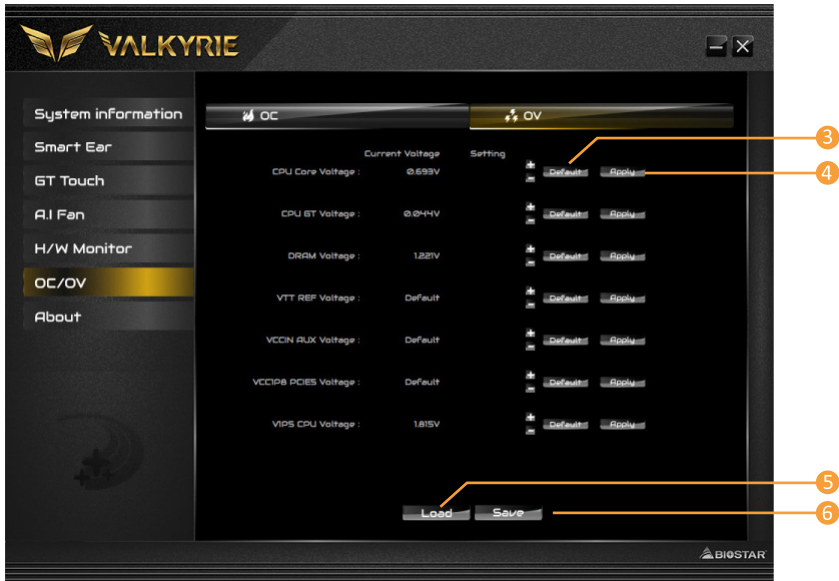 VALKYRIE
System information
Smart Ear
GT Touch
A.I Fan
H/W Monitor
OC/OV
About
OC
OV
Current Voltage Setting
CPU Core Voltage : 0.693V + - Default Apply
CPU GT Voltage : 0.044V + - Default Apply
DRAM Voltage : 1.221V + - Default Apply
VTT REF Voltage : Default + - Default Apply
VCCIN AUX Voltage : Default + - Default Apply
VCC1P8 PCIE5 Voltage : Default + - Default Apply
V1P5 CPU Voltage : 1.815V + - Default Apply
Load Save
BIOSTAR
3
4
5
6